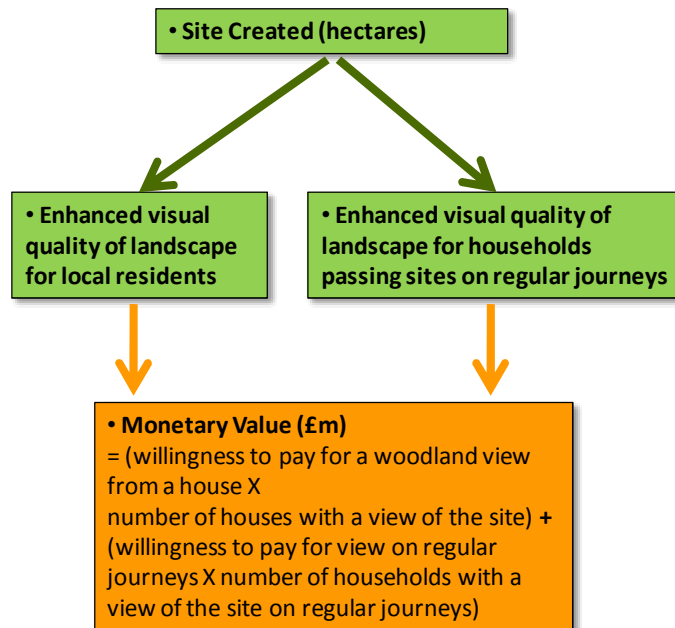 • Site Created (hectares)
• Enhanced visual
quality of landscape
for local residents
• Enhanced visual quality of
landscape for households
passing sites on regular journeys
• Monetary Value (£m)
= (willingness to pay for a woodland view
from a house X
number of houses with a view of the site) +
(willingness to pay for view on regular
journeys X number of households with a
view of the site on regular journeys)